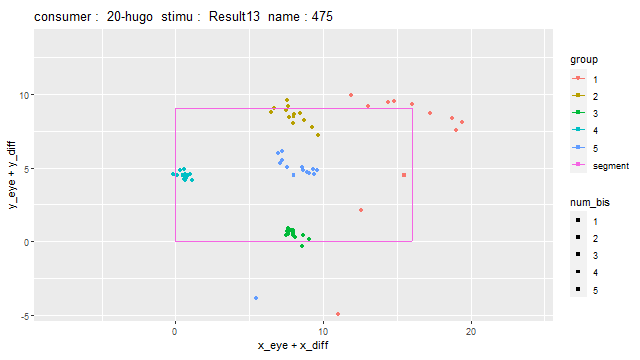 consumer : 20-hugo stimu : Result13 name : 475
y_eye + y_diff
10
5
0
-5
0
10
20
x_eye + x_diff
group
1
2
3
4
5
segment
num_bis
1
2
3
4
5